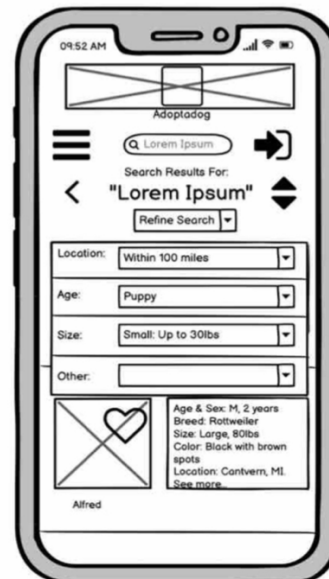 09:52 AM
Adoptadog
Lorem Ipsum
Search Results For:
"Lorem Ipsum"
Refine Search
Location: Within 100 miles
Age: Puppy
Size: Small: Up to 30lbs
Other:
Age & Sex: M, 2 years
Breed: Rottweiler
Size: Large, 80lbs
Color: Black with brown
spots
Location: Cantvern, MI.
See more..
Alfred